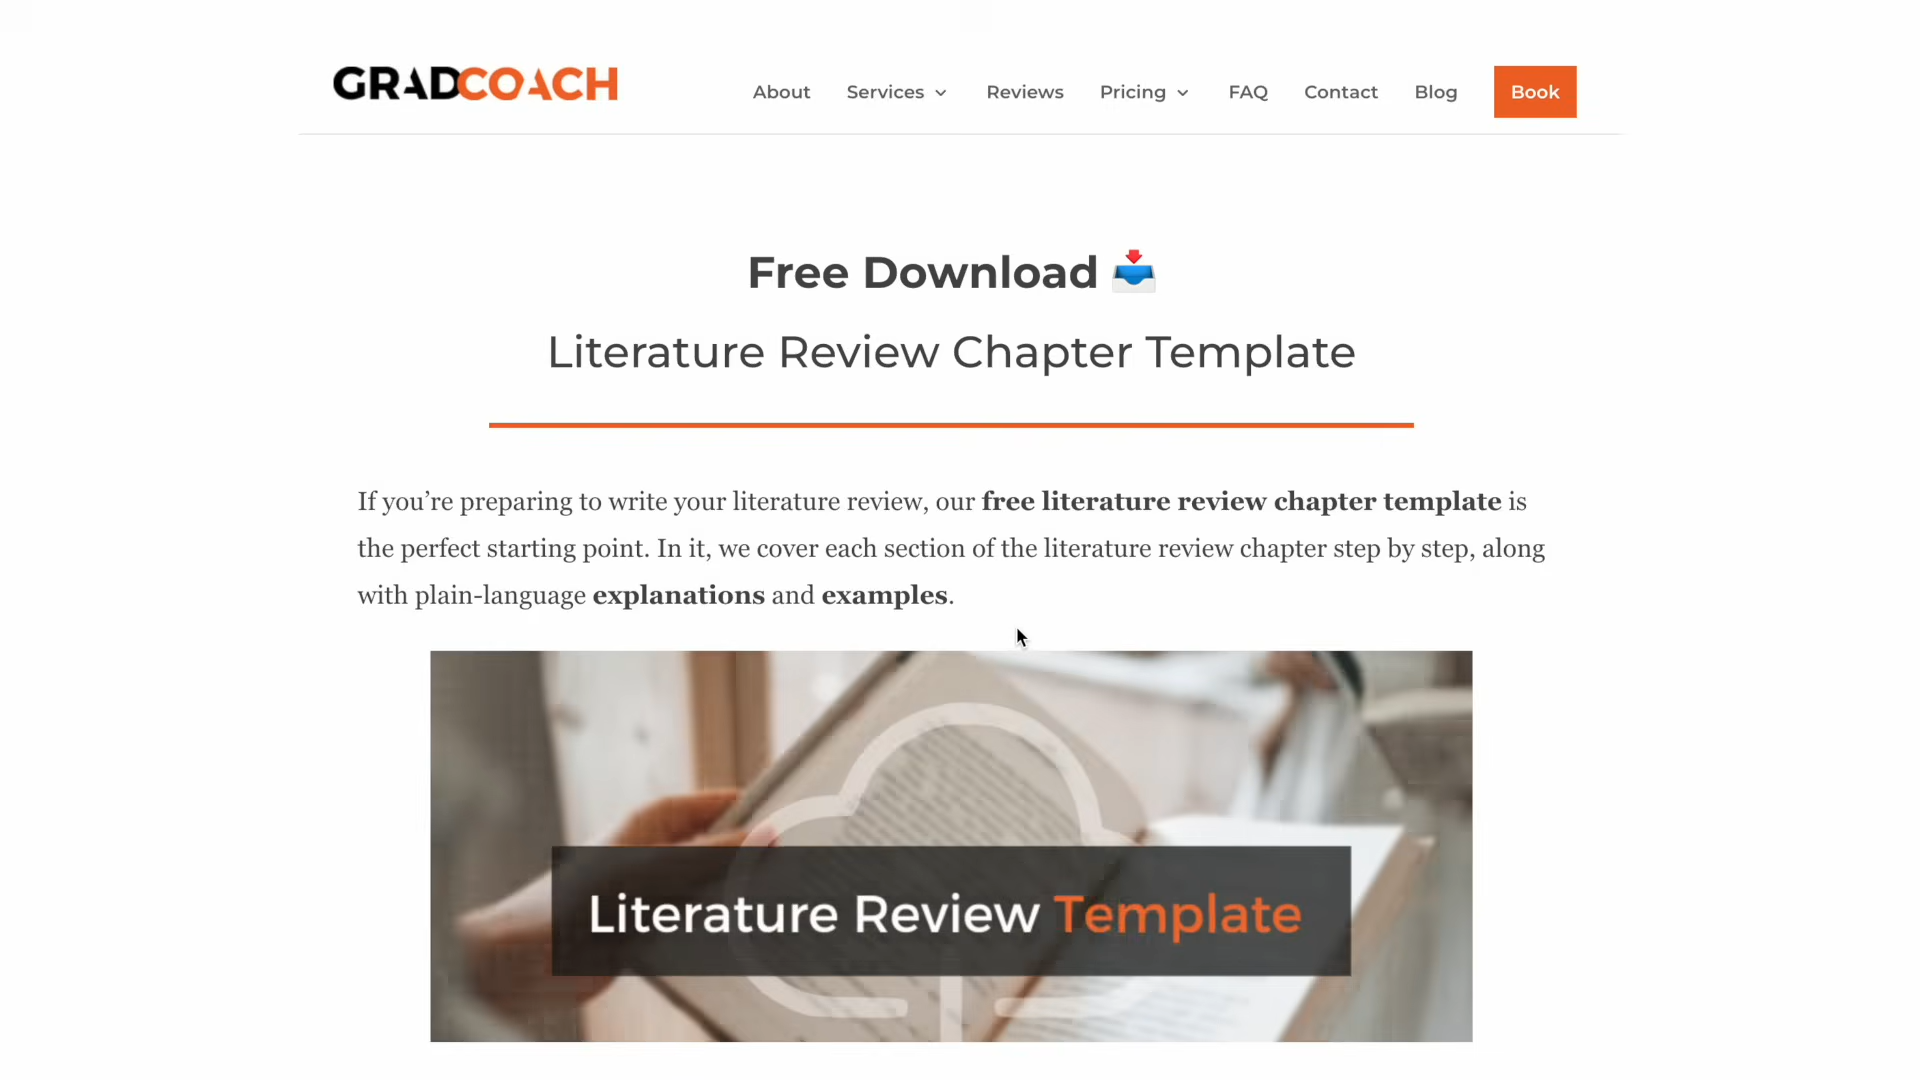 GRADCOACH
About Services Reviews Pricing FAQ Contact Blog Book
Free Download
Literature Review Chapter Template
If you’re preparing to write your literature review, our free literature review chapter template is
the perfect starting point. In it, we cover each section of the literature review chapter step by step, along
with plain-language explanations and examples.
Literature Review Template